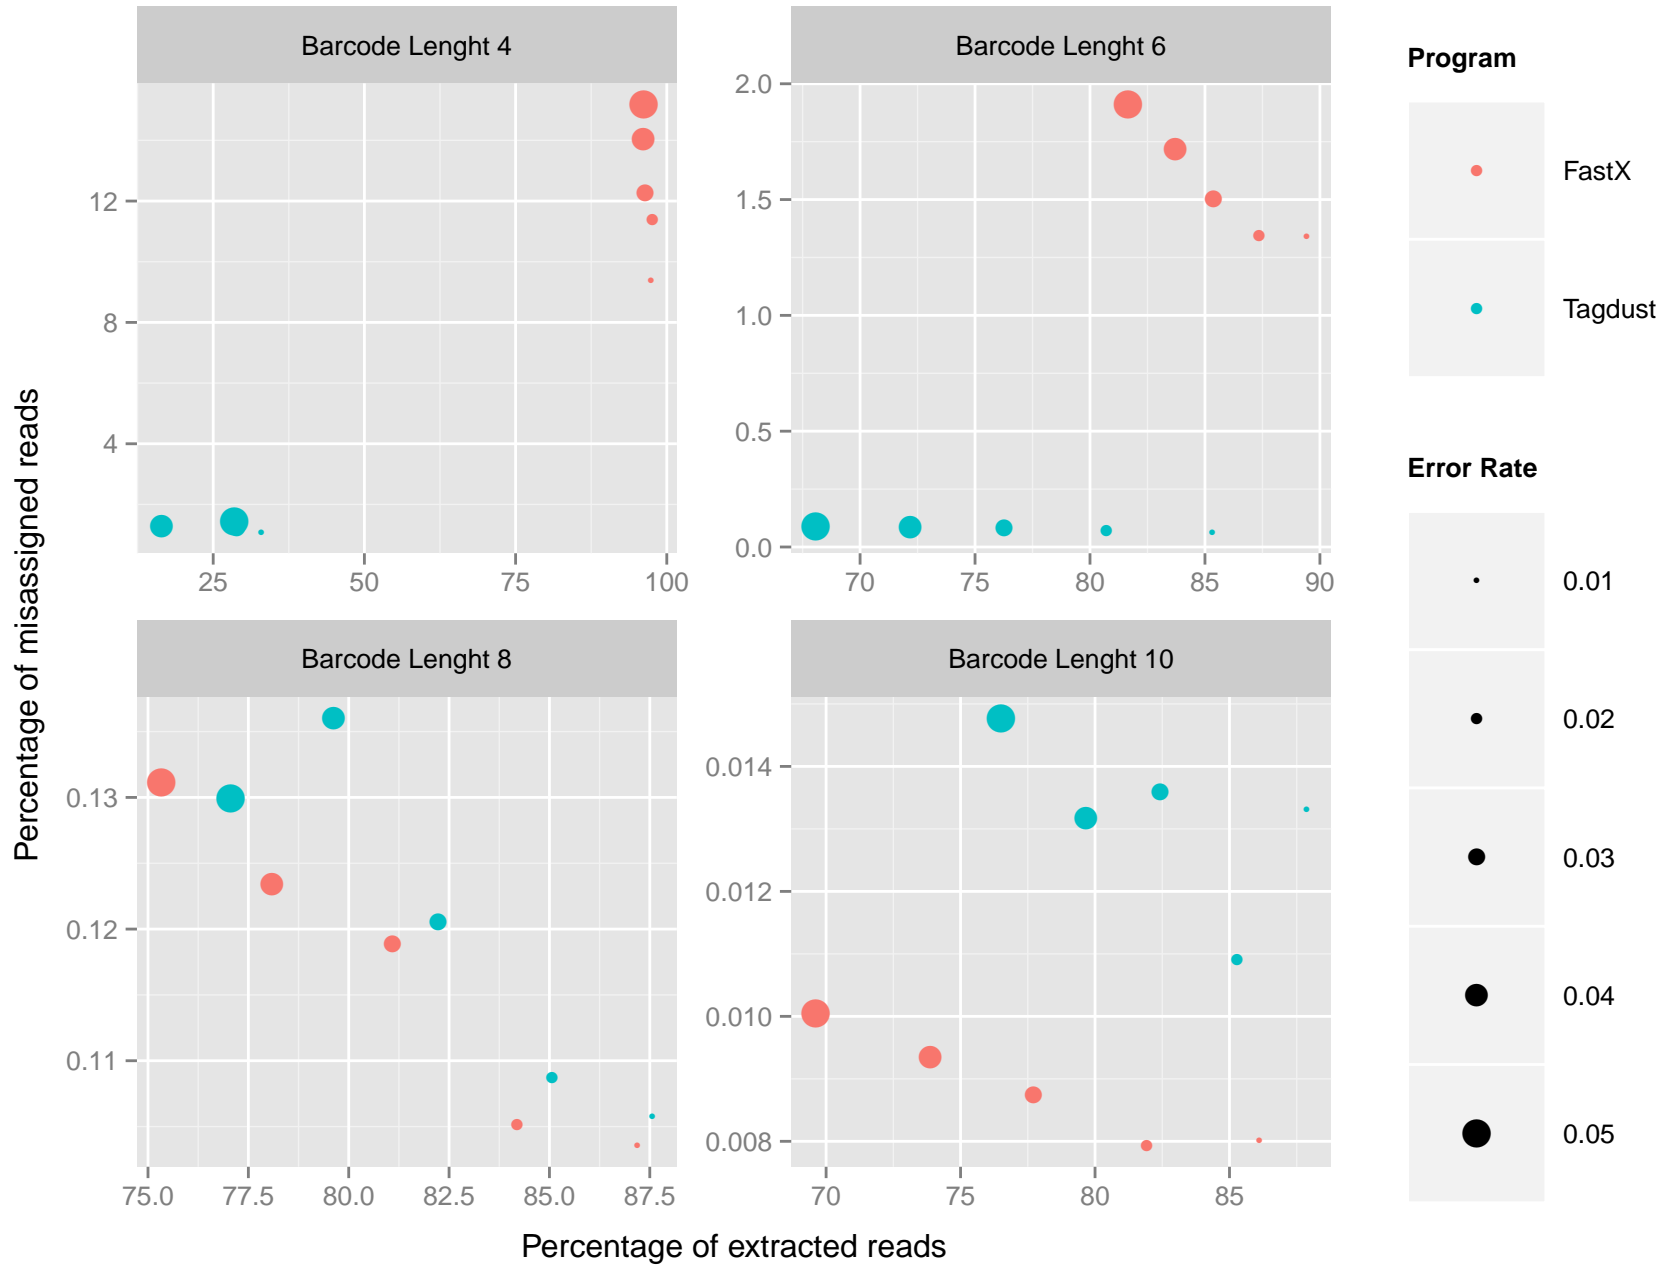 Barcode Lenght 4
Barcode Lenght 6
12
8
4
25 50 75 100
2.0
1.5
1.0
0.5
0.0
70 75 80 85 90
Barcode Lenght 8
Barcode Lenght 10
0.13
0.12
0.11
75.0 77.5 80.0 82.5 85.0 87.5
0.014
0.012
0.010
0.008
70 75 80 85
Percentage of misassigned reads
Percentage of extracted reads
Program
FastX
Tagdust
Error Rate
0.01
0.02
0.03
0.04
0.05